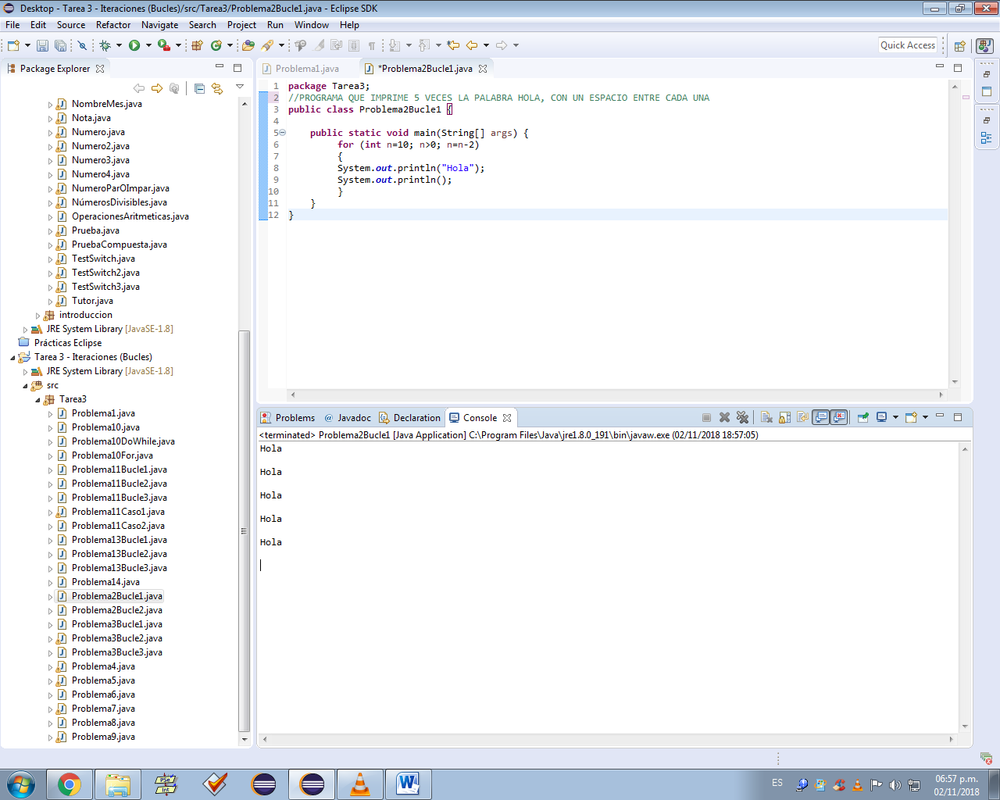 Desktop - Tarea 3 - Iteraciones (Bucles)/src/Tarea3/Problema2Bucle1.java - Eclipse SDK
File Edit Source Refactor Navigate Search Project Run Window Help
Quick Access
Package Explorer
NombreMes.java
Nota.java
Numero.java
Numero2.java
Numero3.java
Numero4.java
NumeroParOImpar.java
NúmerosDivisibles.java
OperacionesAritmeticas.java
Prueba.java
PruebaCompuesta.java
TestSwitch.java
TestSwitch2.java
TestSwitch3.java
Tutor.java
introduccion
JRE System Library [JavaSE-1.8]
Prácticas Eclipse
Tarea 3 - Iteraciones (Bucles)
JRE System Library [JavaSE-1.8]
src
Tarea3
Problema1.java
Problema10.java
Problema10DoWhile.java
Problema10For.java
Problema11Bucle1.java
Problema11Bucle2.java
Problema11Bucle3.java
Problema11Caso1.java
Problema11Caso2.java
Problema13Bucle1.java
Problema13Bucle2.java
Problema13Bucle3.java
Problema14.java
Problema2Bucle1.java
Problema2Bucle2.java
Problema3Bucle1.java
Problema3Bucle2.java
Problema3Bucle3.java
Problema4.java
Problema5.java
Problema6.java
Problema7.java
Problema8.java
Problema9.java
Problema1.java *Problema2Bucle1.java
1 package Tarea3;
2 //PROGRAMA QUE IMPRIME 5 VECES LA PALABRA HOLA, CON UN ESPACIO ENTRE CADA UNA
3 public class Problema2Bucle1 {
4
5 public static void main(String[] args) {
6 for (int n=10; n>0; n=n-2)
7 {
8 System.out.println("Hola");
9 System.out.println();
10 }
11 }
12 }
Problems @ Javadoc Declaration Console
<terminated> Problema2Bucle1 [Java Application] C:\Program Files\Java\jre1.8.0_191\bin\javaw.exe (02/11/2018 18:57:05)
Hola
Hola
Hola
Hola
Hola
PSe
Int
ES
06:57 p.m.
02/11/2018